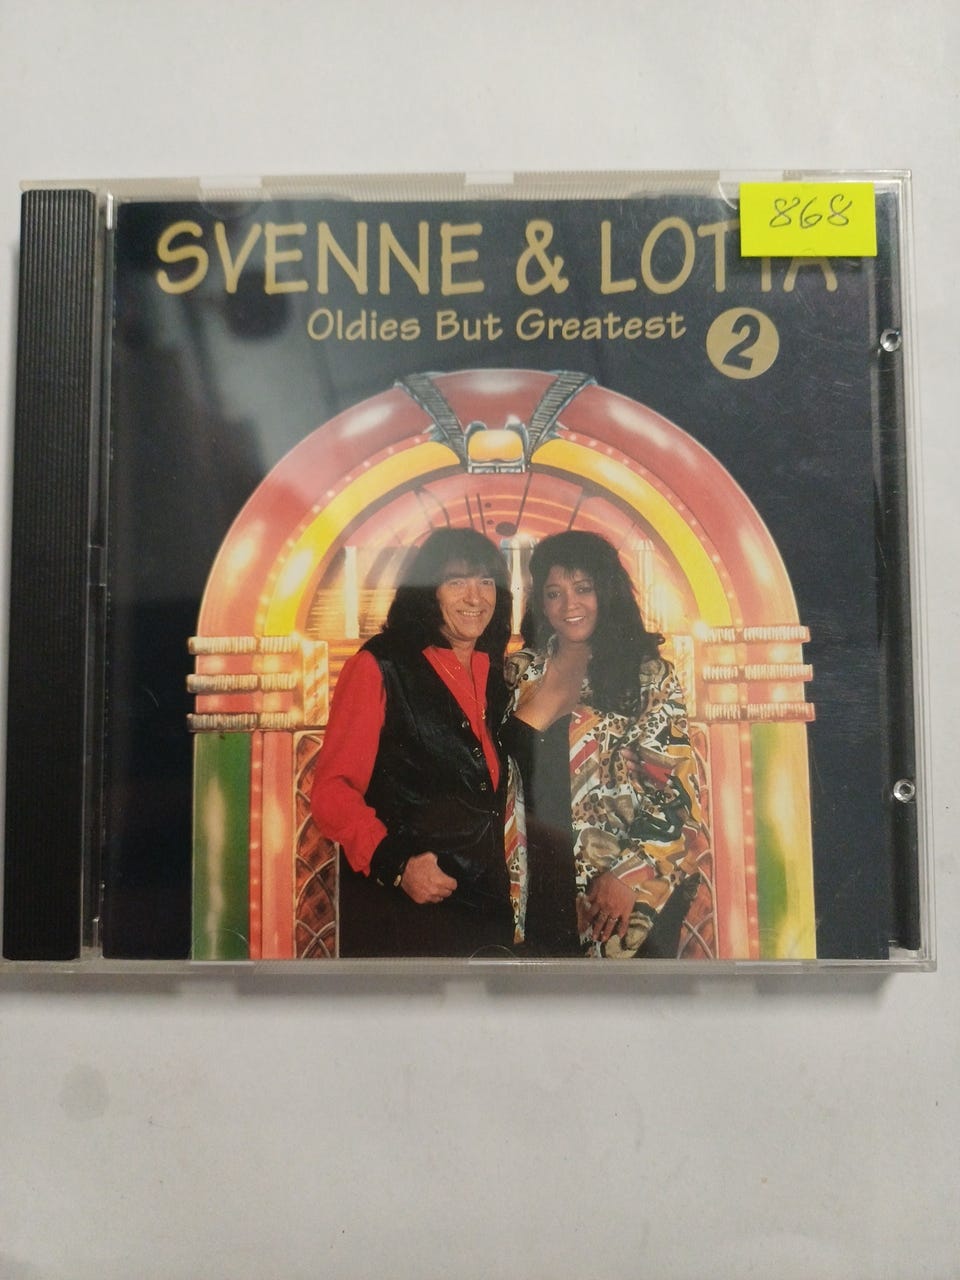 868
SVENNE & LOTTA
Oldies But Greatest
2